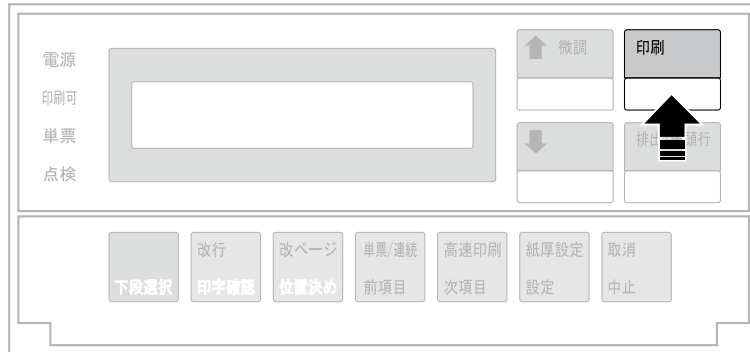 電源
印刷可
単票
点検
微調
印刷
排出 頭行
下段選択
改行
印字確認
改ページ
位置決め
単票/連続
前項目
高速印刷
次項目
紙厚設定
設定
取消
中止